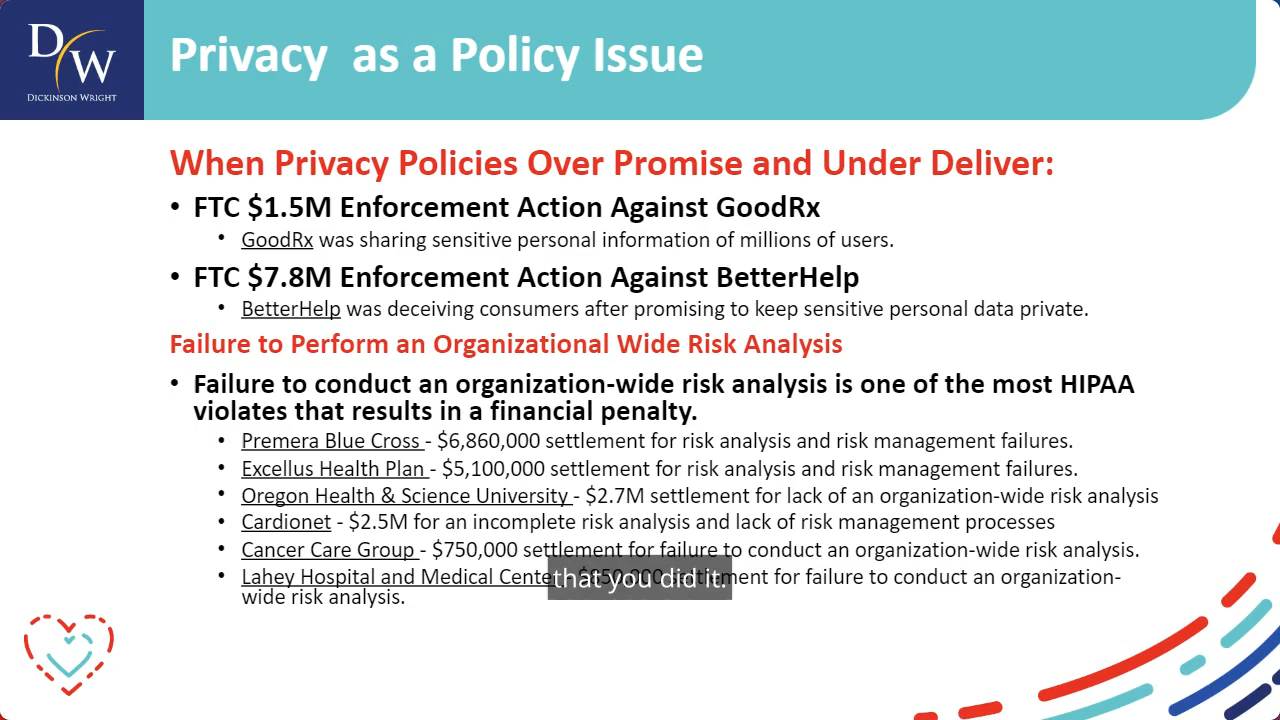 D W
DICKINSON WRIGHT
Privacy as a Policy Issue
When Privacy Policies Over Promise and Under Deliver:
• FTC $1.5M Enforcement Action Against GoodRx
• GoodRx was sharing sensitive personal information of millions of users.
• FTC $7.8M Enforcement Action Against BetterHelp
• BetterHelp was deceiving consumers after promising to keep sensitive personal data private.
Failure to Perform an Organizational Wide Risk Analysis
• Failure to conduct an organization-wide risk analysis is one of the most HIPAA
violates that results in a financial penalty.
• Premera Blue Cross - $6,860,000 settlement for risk analysis and risk management failures.
• Excellus Health Plan - $5,100,000 settlement for risk analysis and risk management failures.
• Oregon Health & Science University - $2.7M settlement for lack of an organization-wide risk analysis
• Cardionet - $2.5M for an incomplete risk analysis and lack of risk management processes
• Cancer Care Group - $750,000 settlement for failure to conduct an organization-wide risk analysis.
• Lahey Hospital and Medical Center settlement for failure to conduct an organization-
wide risk analysis.
that you did it.